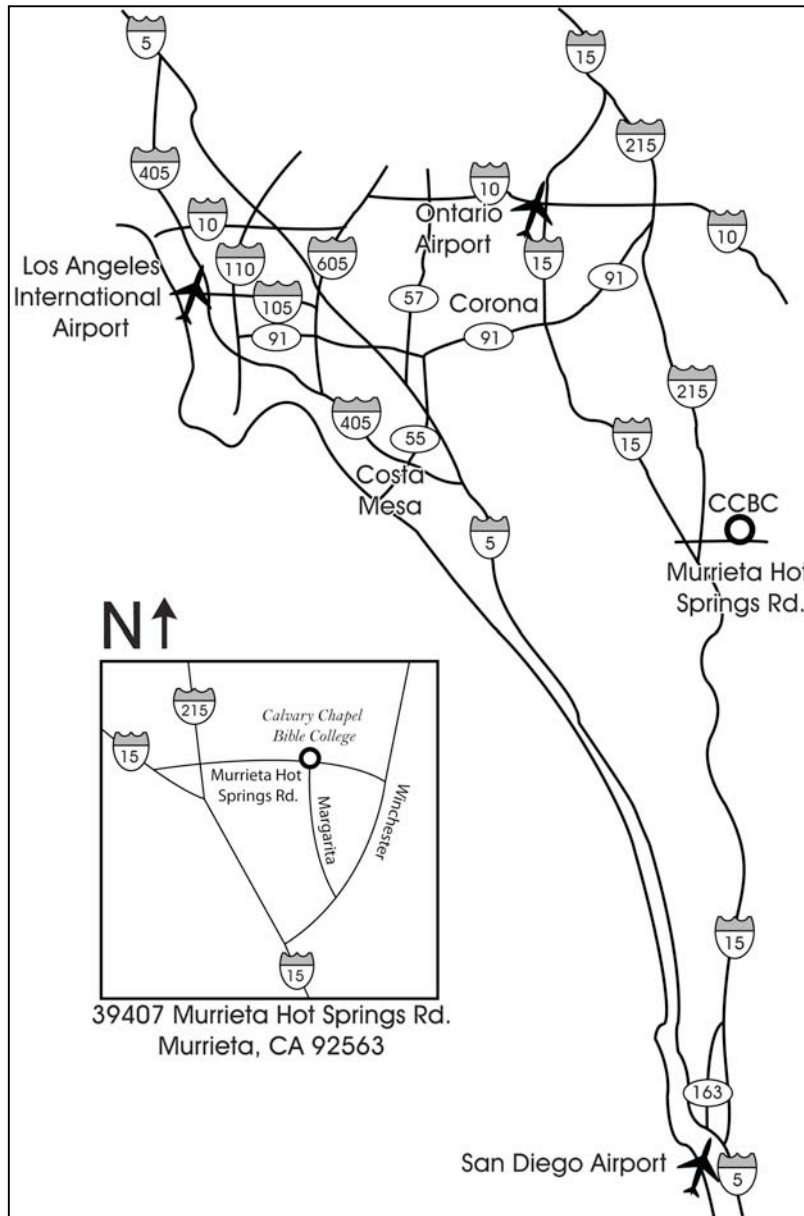 5
15
405
215
10
10
Ontario
Airport
10
110
605
15
91
Los Angeles
International
Airport
105
57
Corona
91
91
215
405
55
15
Costa
Mesa
5
CCBC
Murrieta Hot
Springs Rd.
N
215
Calvary Chapel
Bible College
15
Murrieta Hot
Springs Rd.
Margarita
Winchester
15
15
39407 Murrieta Hot Springs Rd.
Murrieta, CA 92563
163
San Diego Airport
5